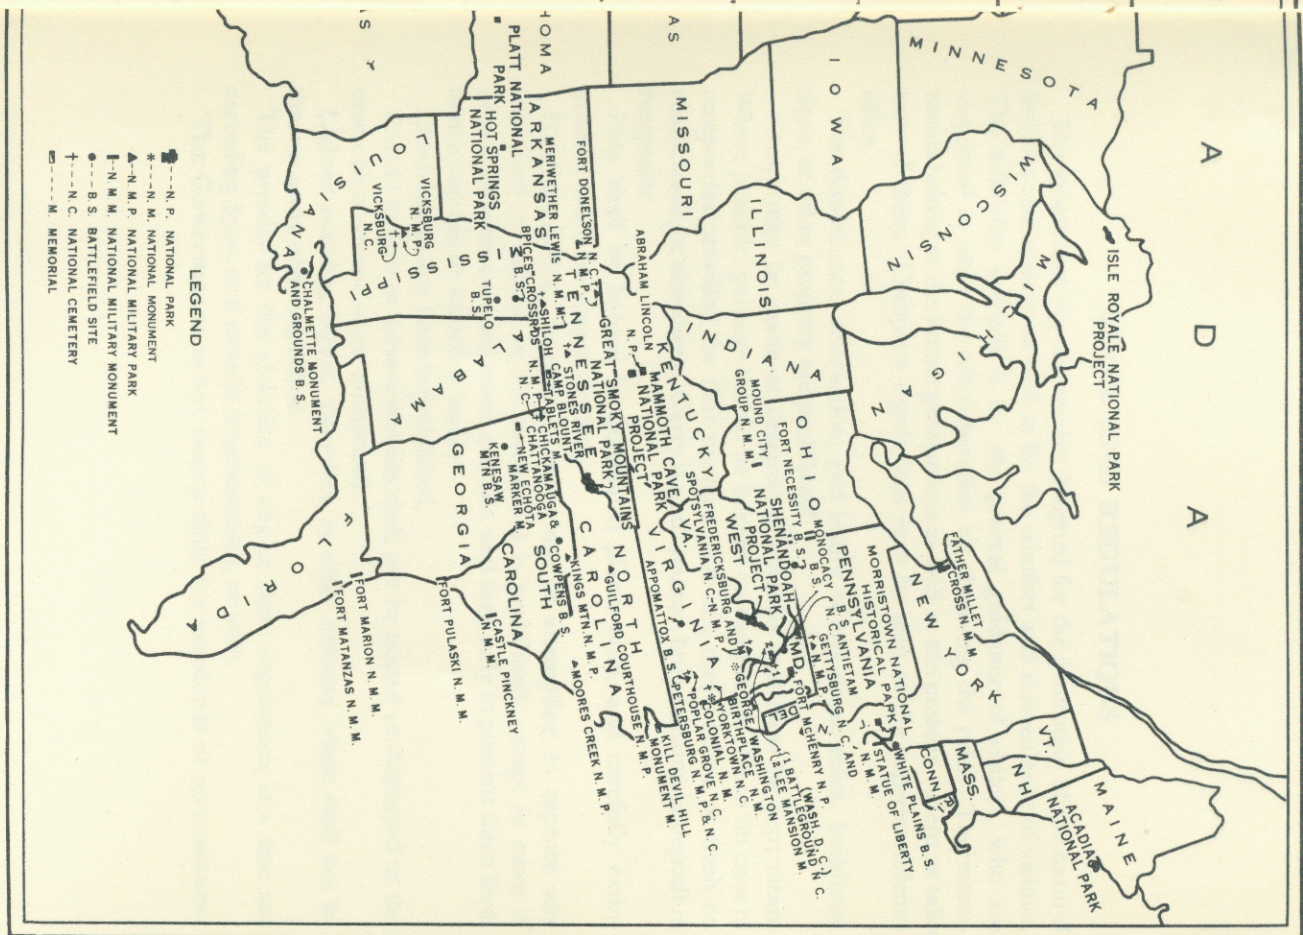 A D A
MINNESOTA
WISCONSIN
MICHIGAN
ISLE ROYALE NATIONAL PARK
PROJECT
IOWA
ILLINOIS
INDIANA
OHIO
MISSOURI
AS
HOMA
PLATT NATIONAL
PARK
HOT SPRINGS
NATIONAL PARK
ARKANSAS
LOUISIANA
MISSISSIPPI
ALABAMA
GEORGIA
FLORIDA
TENNESSEE
KENTUCKY
WEST
VA.
VIRGINIA
NORTH
CAROLINA
SOUTH
CAROLINA
PENNSYLVANIA
NEW YORK
VT.
N H
MAINE
MASS.
CONN.
R.I.
N. J.
DEL
MD.
ACADIA
NATIONAL PARK
FATHER MILLET
CROSS N. M. M.
MORRISTOWN NATIONAL
HISTORICAL PARK
WHITE PLAINS B. S.
STATUE OF LIBERTY
N. M. M.
GETTYSBURG N. C. AND
N. M. P.
B. S ANTIETAM
N. C.
MONOCACY
B. S.
FORT NECESSITY B. S.
FORT McHENRY N. P.
(WASH. D. C.)
(1 BATTLEGROUND N C.
(2 LEE MANSION M.
MOUND CITY
GROUP N. M. M.
SHENANDOAH
NATIONAL PARK
PROJECT
FREDERICKSBURG AND
SPOTSYLVANIA N. C-N. M. P.
GEORGE WASHINGTON
BIRTHPLACE N. M.
YORKTOWN N. C.
COLONIAL N. M.
POPLAR GROVE N. C.
PETERSBURG N. M. P. & N. C.
APPOMATTOX B. S.
KILL DEVIL HILL
MONUMENT M.
ABRAHAM LINCOLN
N. P.
MAMMOTH CAVE
NATIONAL PARK
PROJECT
GREAT SMOKY MOUNTAINS
NATIONAL PARK
FORT DONELSON N. C.
N M P
MERIWETHER LEWIS N. M. M.
STONES RIVER
CAMP BLOUNT
TABLETS M.
SHILOH N. M. P.
N. C.
BRICES CROSSRDS
B. S.
TUPELO
B. S.
CHICKAMAUGA &
CHATTANOOGA
NEW ECHOTA
MARKER M.
KENESAW
MTN B. S.
GUILFORD COURTHOUSE N. M. P.
MOORES CREEK N. M. P.
KINGS MTN. N. M. P.
COWPENS B. S.
CASTLE PINCKNEY
N. M. M.
FORT PULASKI N. M. M.
FORT MARION N. M. M.
FORT MATANZAS N. M. M.
VICKSBURG
N. M. P.
VICKSBURG
N. C.
CHALMETTE MONUMENT
AND GROUNDS B. S.
LEGEND
N. P. NATIONAL PARK
N. M. NATIONAL MONUMENT
N. M. P. NATIONAL MILITARY PARK
N. M. M. NATIONAL MILITARY MONUMENT
B. S. BATTLEFIELD SITE
N. C. NATIONAL CEMETERY
M. MEMORIAL